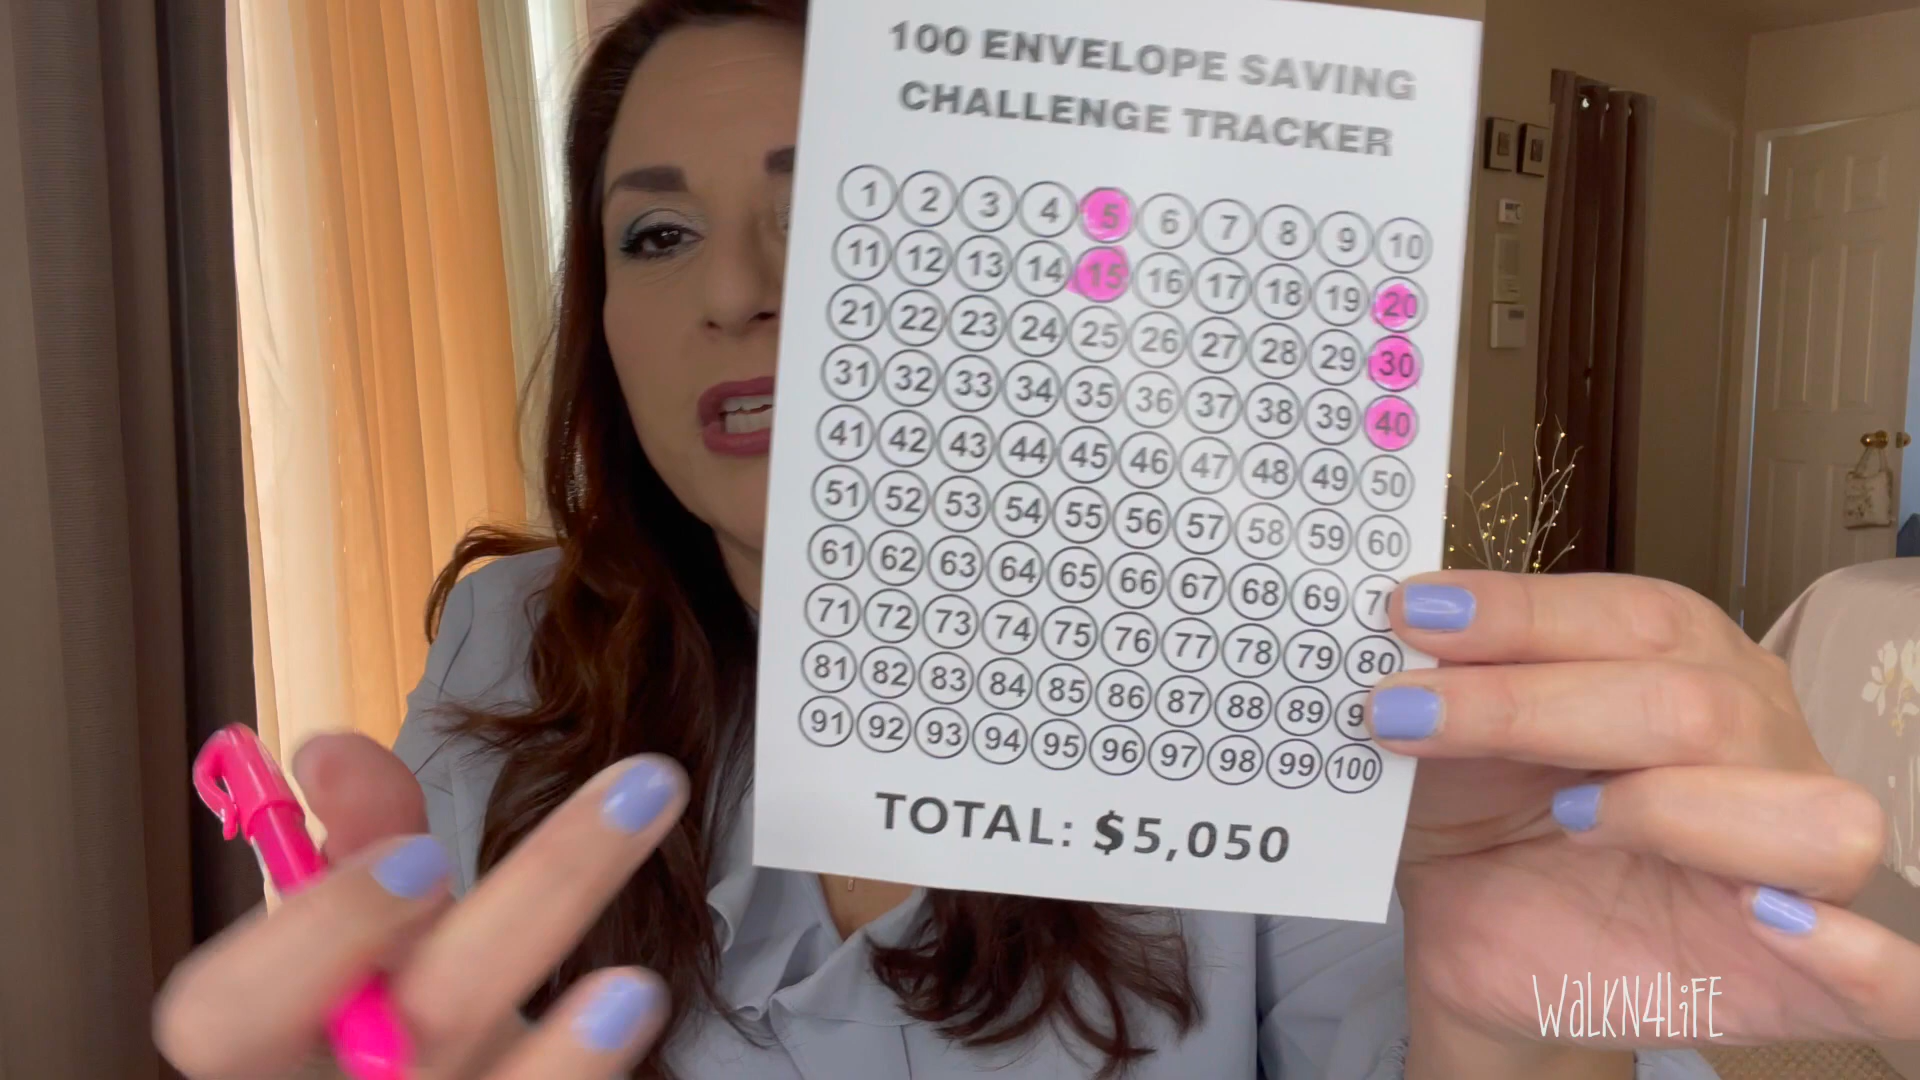 100 ENVELOPE SAVING
CHALLENGE TRACKER
1 2 3 4 5 6 7 8 9 10
11 12 13 14 15 16 17 18 19 20
21 22 23 24 25 26 27 28 29 30
31 32 33 34 35 36 37 38 39 40
41 42 43 44 45 46 47 48 49 50
51 52 53 54 55 56 57 58 59 60
61 62 63 64 65 66 67 68 69 70
71 72 73 74 75 76 77 78 79 80
81 82 83 84 85 86 87 88 89 9
91 92 93 94 95 96 97 98 99 100
TOTAL: $5,050
WalkN4LiFE